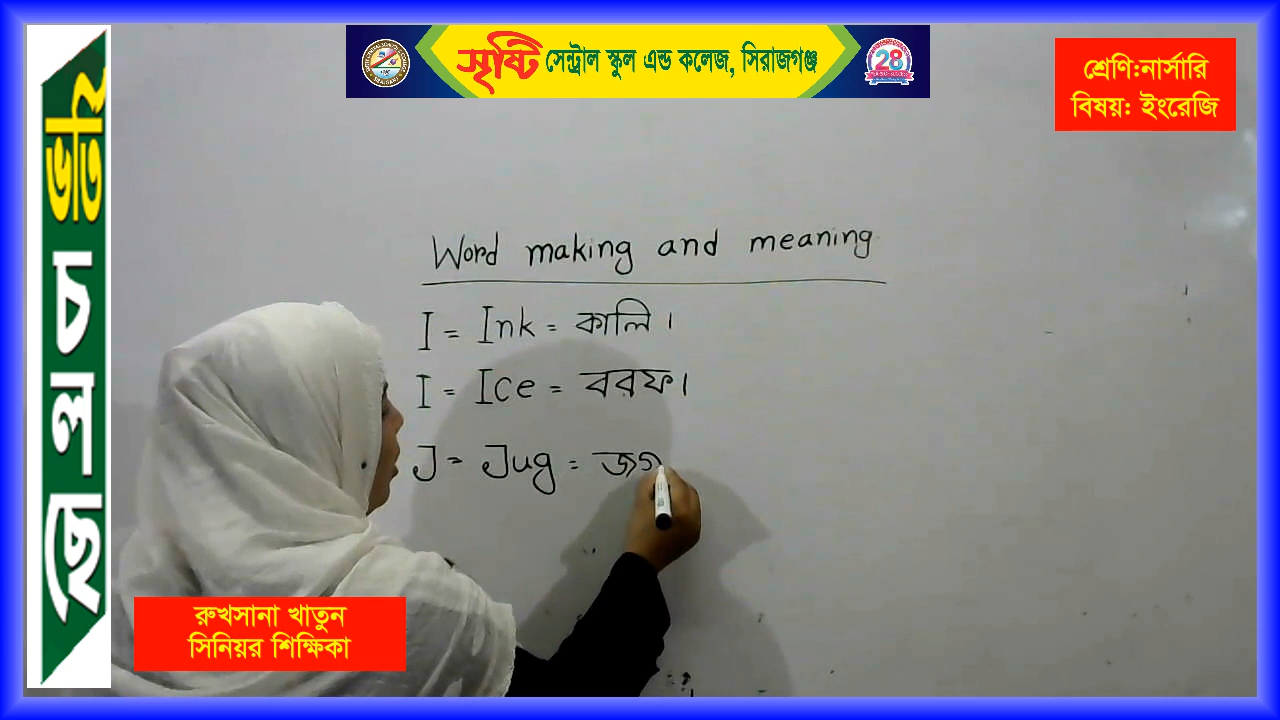 সৃষ্টি সেন্ট্রাল স্কুল এন্ড কলেজ, সিরাজগঞ্জ
28
শ্রেণি:নার্সারি
বিষয়: ইংরেজি
ভর্তি চলছে
Word making and meaning
I = Ink = কালি।
I = Ice = বরফ।
J = Jug = জগ
রুখসানা খাতুন
সিনিয়র শিক্ষিকা